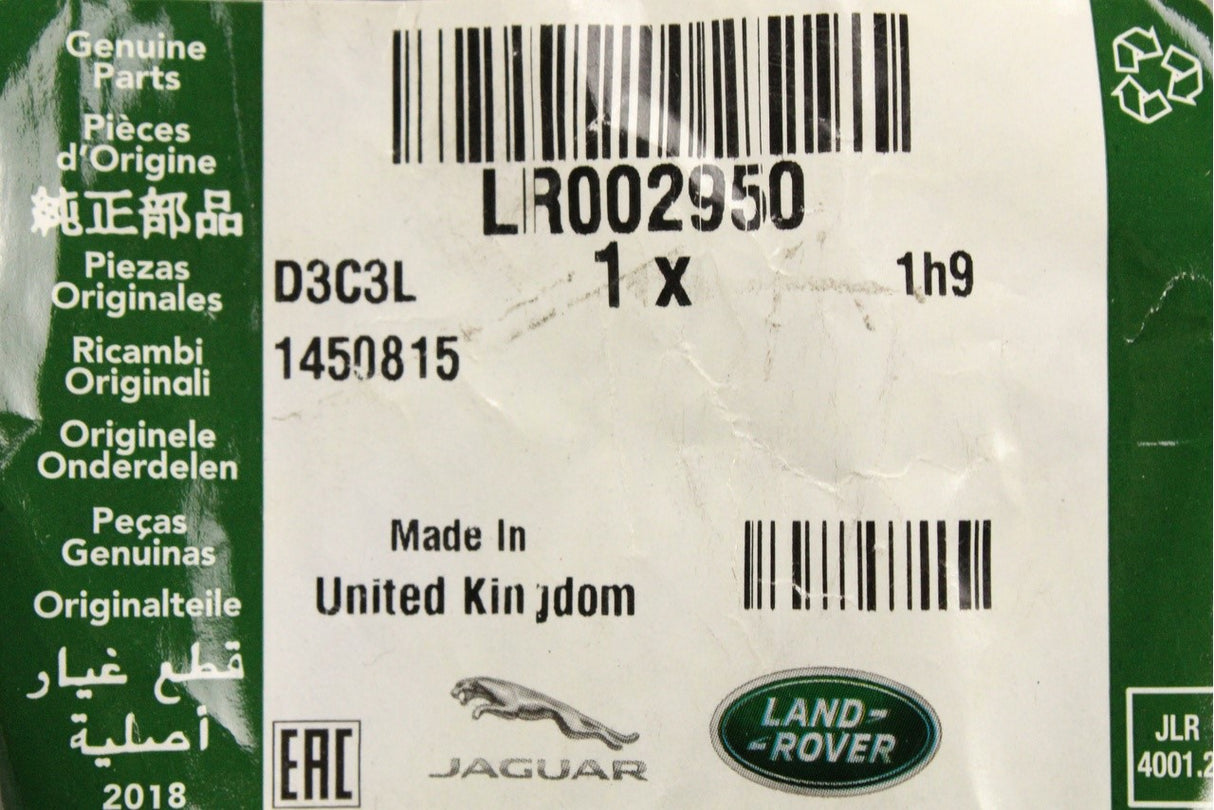 Genuine
Parts
Pièces
d'Origine
純正部品
Piezas
Originales
Ricambi
Originali
Originele
Onderdelen
Peças
Genuinas
Originalteile
قطع غيار
أصلية
2018
LR002950
1 x
D3C3L
1h9
1450815
Made In
United Kingdom
EAC
JAGUAR
LAND-
-ROVER
JLR
4001.2